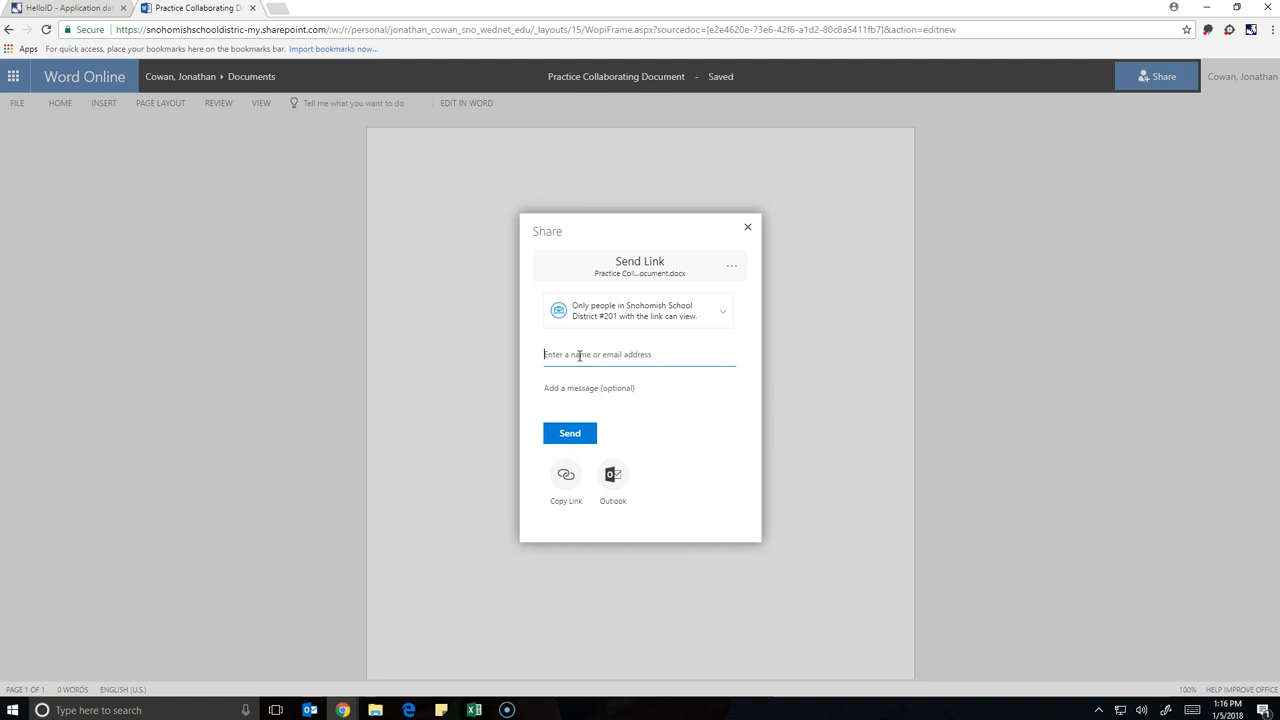 HelloID - Application das
Practice Collaborating D
Secure
https://snohomishschooldistric-my.sharepoint.com/:w:/r/personal/jonathan_cowan_sno_wednet_edu/_layouts/15/WopiFrame.aspx?sourcedoc={e2e4620e-73e6-42f6-a1d2-80c8a5411fb7}&action=editnew
Apps
For quick access, place your bookmarks here on the bookmarks bar. Import bookmarks now...
Word Online
Cowan, Jonathan ▸ Documents
Practice Collaborating Document - Saved
Share
Cowan, Jonathan
FILE HOME INSERT PAGE LAYOUT REVIEW VIEW Tell me what you want to do EDIT IN WORD
Share
Send Link
Practice Coll...ocument.docx
Only people in Snohomish School
District #201 with the link can view.
Enter a name or email address
Add a message (optional)
Send
Copy Link
Outlook
PAGE 1 OF 1 0 WORDS ENGLISH (U.S.)
100% HELP IMPROVE OFFICE
Type here to search
1:16 PM
1/5/2018